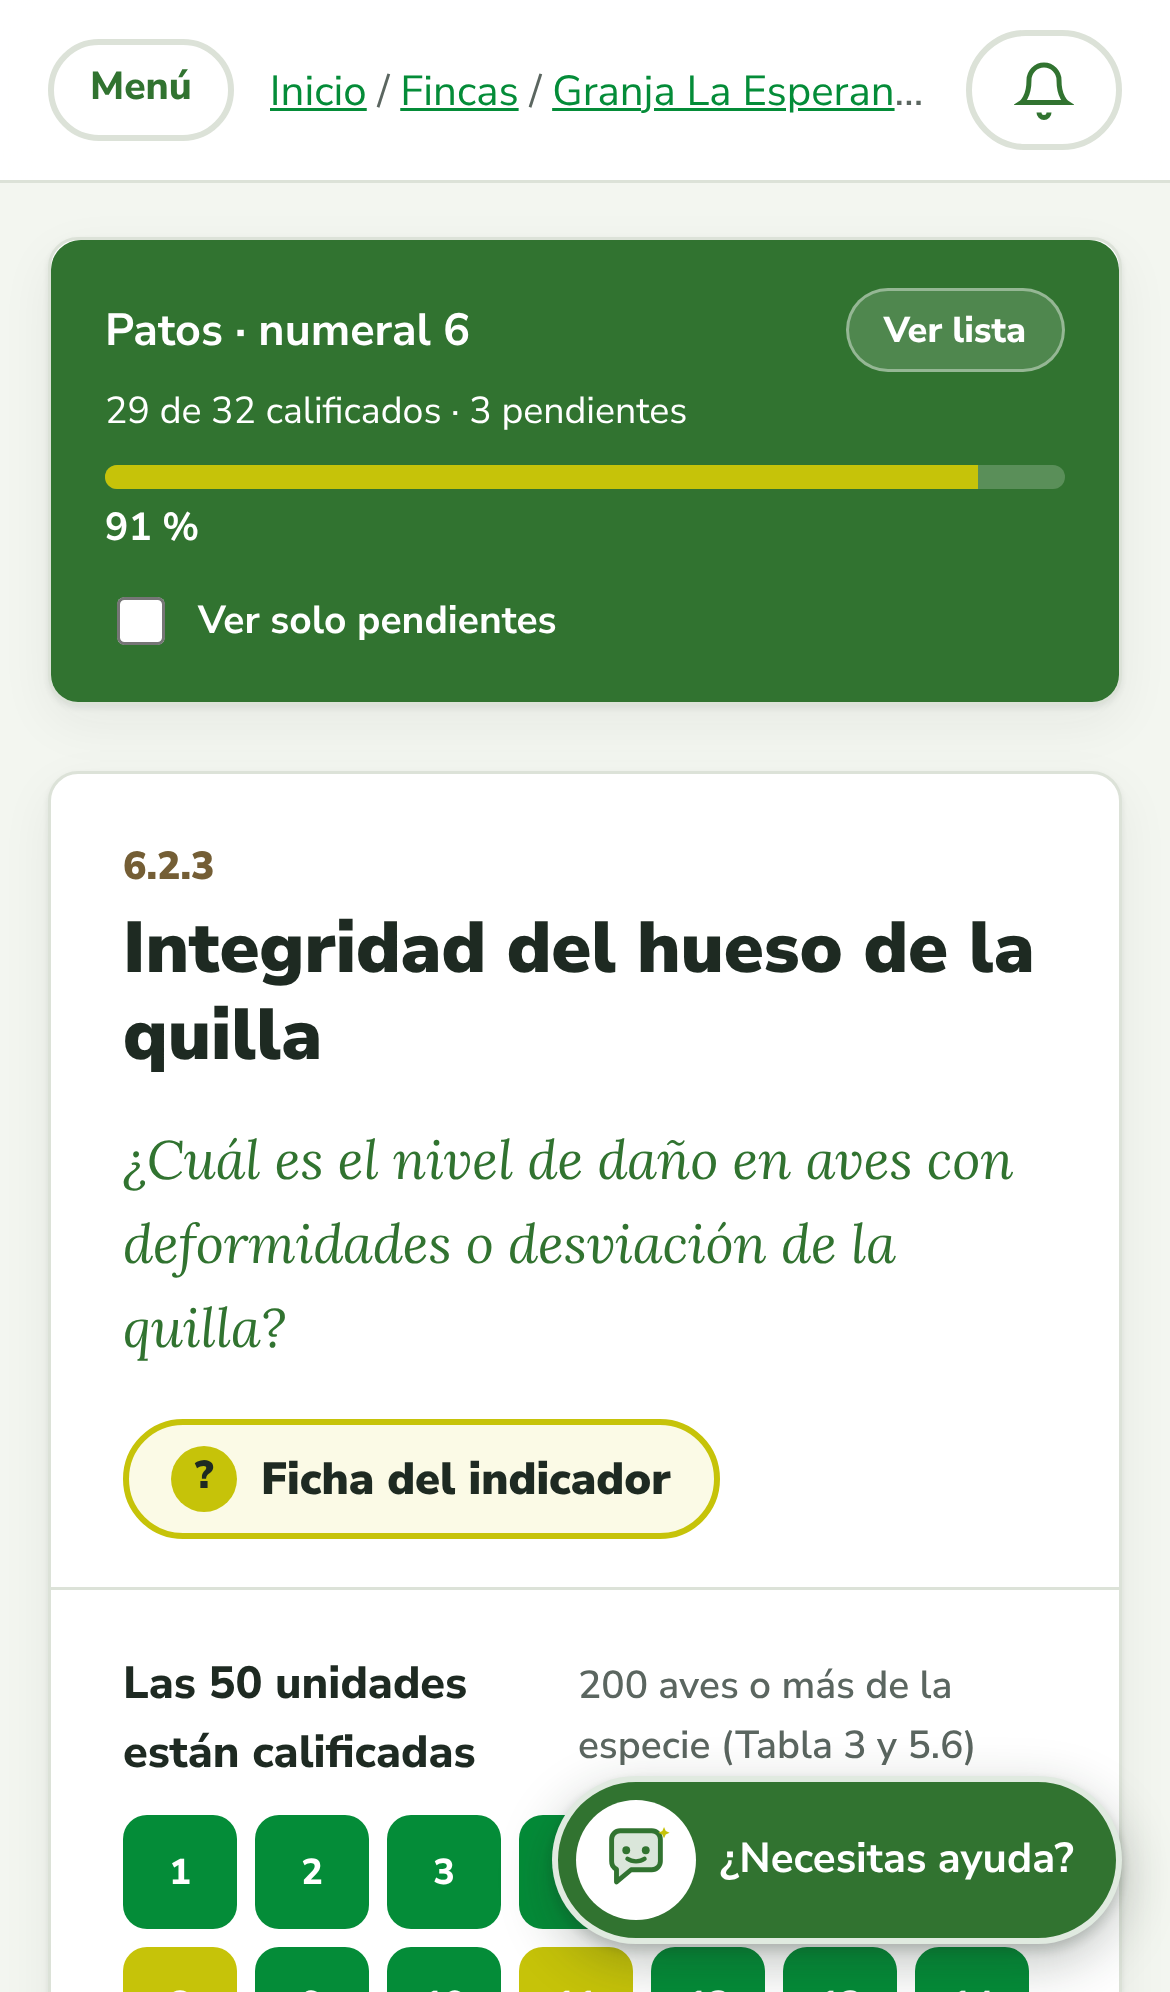 Menú
Inicio / Fincas / Granja La Esperan...
Patos · numeral 6
Ver lista
29 de 32 calificados · 3 pendientes
91 %
Ver solo pendientes
6.2.3
Integridad del hueso de la
quilla
¿Cuál es el nivel de daño en aves con
deformidades o desviación de la
quilla?
? Ficha del indicador
Las 50 unidades
están calificadas
200 aves o más de la
especie (Tabla 3 y 5.6)
1 2 3
¿Necesitas ayuda?